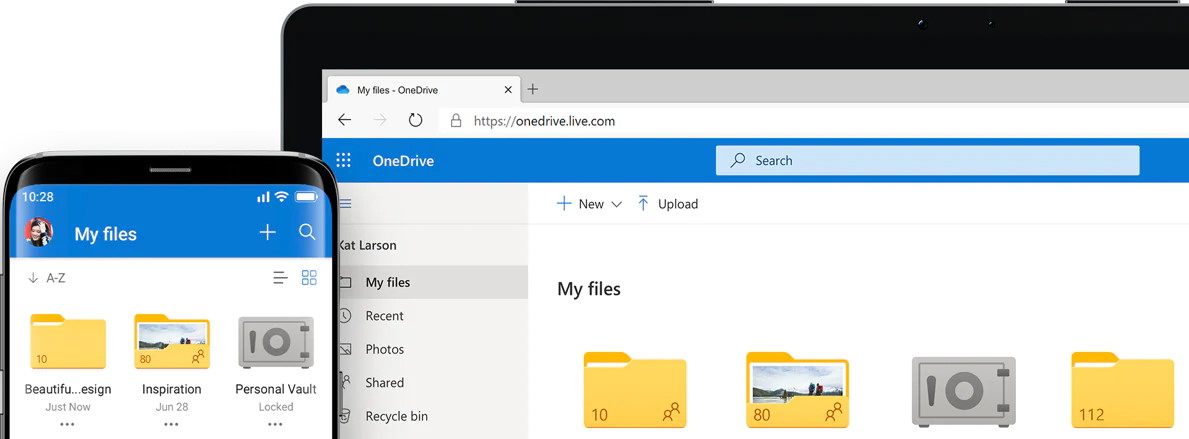 My files - OneDrive
https://onedrive.live.com
OneDrive
Search
New
Upload
Kat Larson
My files
Recent
Photos
Shared
Recycle bin
My files
10
80
112
10:28
My files
A-Z
10
80
Beautifu...esign
Inspiration
Personal Vault
Just Now
Jun 28
Locked